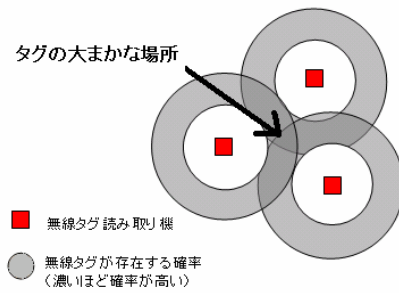 タグの大まかな場所
無線タグ読み取り機
無線タグが存在する確率
（濃いほど確率が高い）